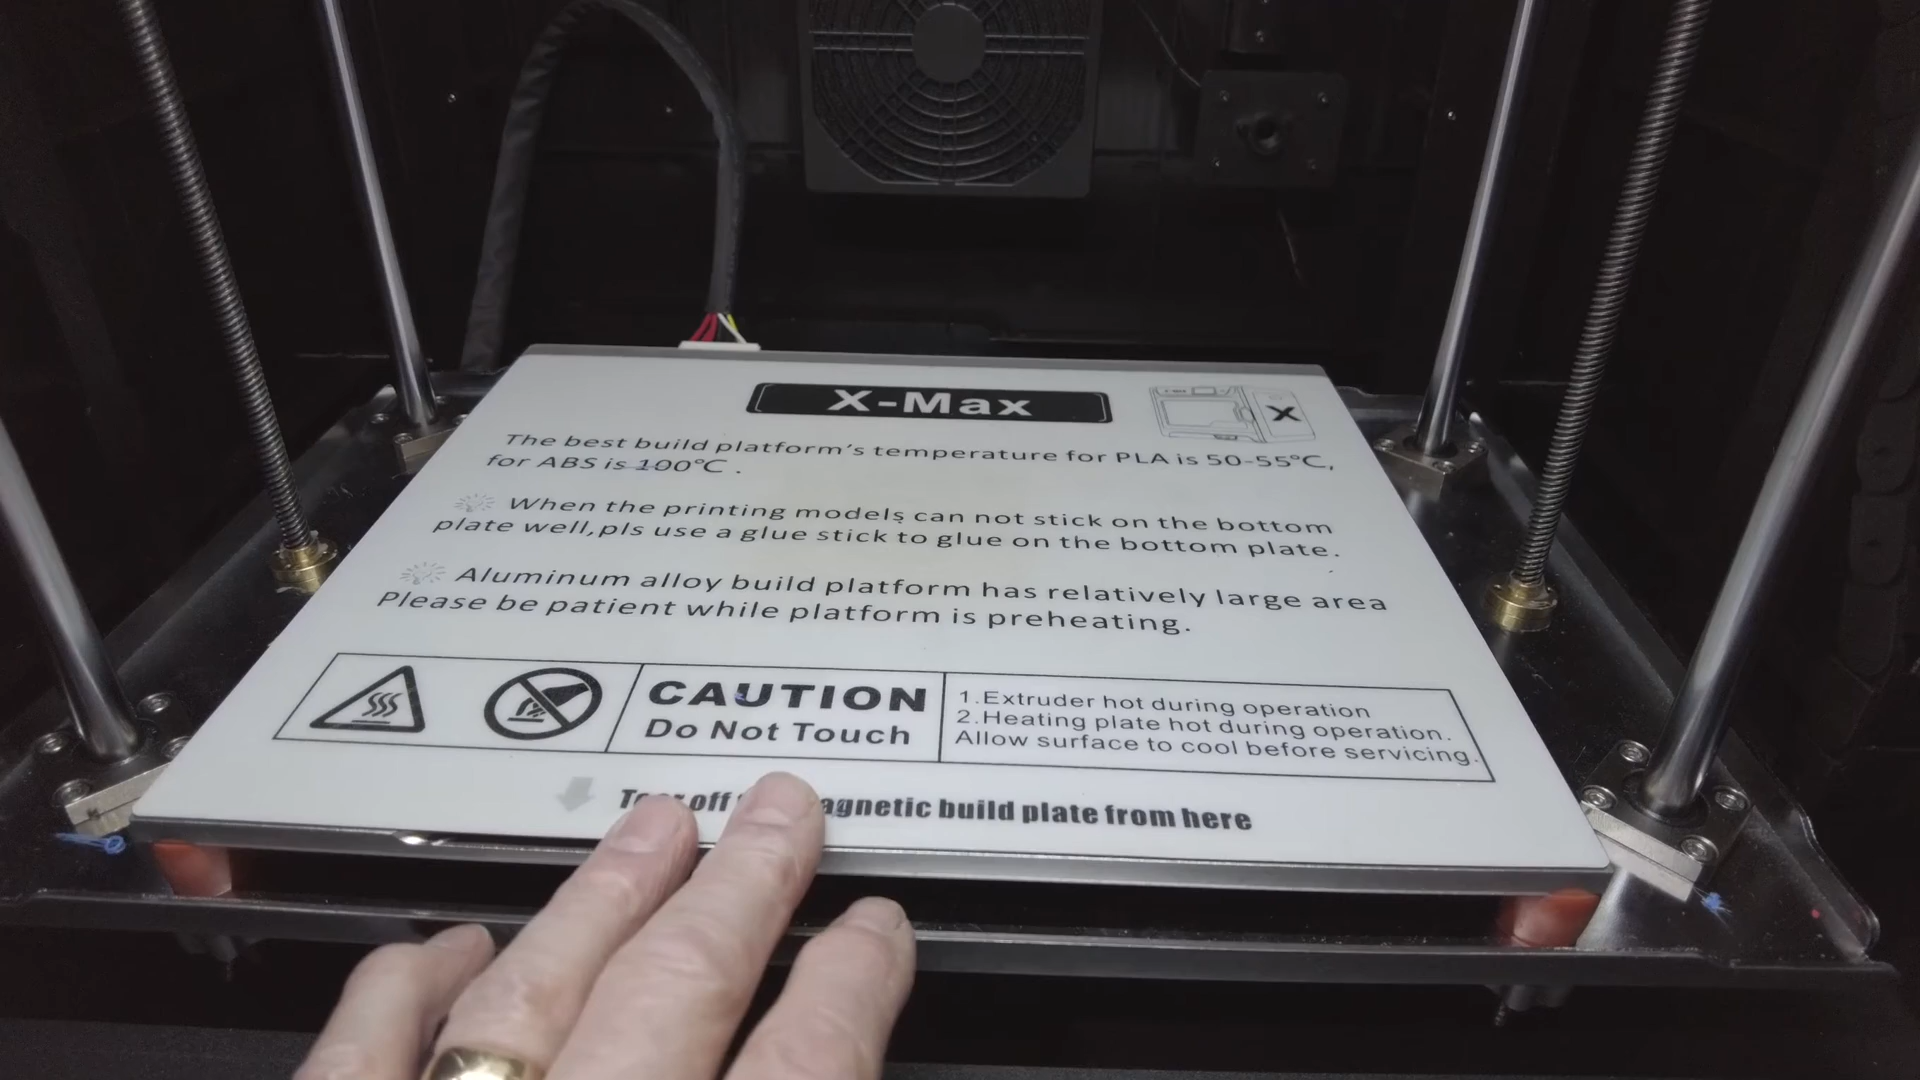 X-Max
The best build platform's temperature for PLA is 50-55°C,
for ABS is 100°C .
When the printing models can not stick on the bottom
plate well,pls use a glue stick to glue on the bottom plate.
Aluminum alloy build platform has relatively large area
Please be patient while platform is preheating.
CAUTION
Do Not Touch
1.Extruder hot during operation
2.Heating plate hot during operation.
Allow surface to cool before servicing.
off agnetic build plate from here